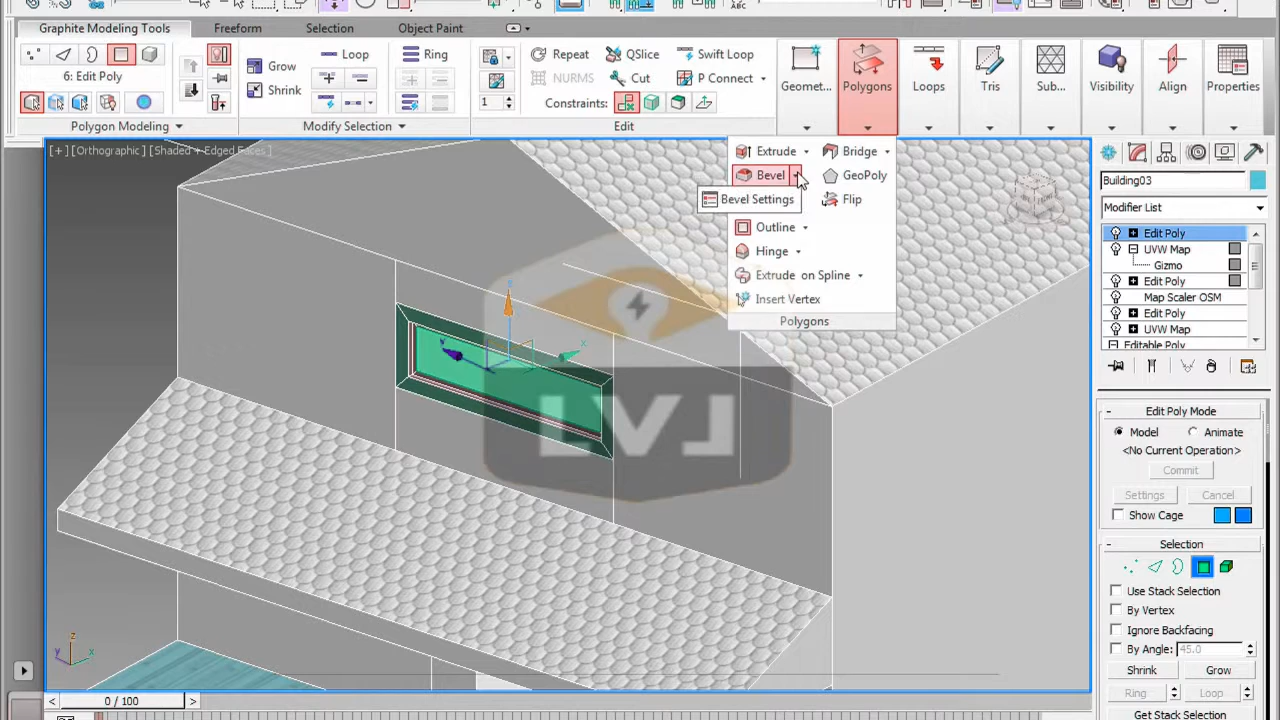 Graphite Modeling Tools Freeform Selection Object Paint
Loop Ring Repeat QSlice Swift Loop
6: Edit Poly Grow NURMS Cut P Connect Geomet... Polygons Loops Tris Sub... Visibility Align Properties
Shrink 1 Constraints:
Polygon Modeling Modify Selection Edit
[ + ] [Orthographic ] [Shaded + Edged Faces ]
Extrude Bridge
Bevel GeoPoly
Bevel Settings Flip
Outline
Hinge
Extrude on Spline
Insert Vertex
Polygons
Building03
Modifier List
Edit Poly
UVW Map
Gizmo
Edit Poly
Map Scaler OSM
Edit Poly
UVW Map
Editable Poly
Edit Poly Mode
Model Animate
<No Current Operation>
Commit
Settings Cancel
Show Cage
Selection
Use Stack Selection
By Vertex
Ignore Backfacing
By Angle: 45.0
Shrink Grow
Ring Loop
Get Stack Selection
LVL
z
y x
< 0 / 100 >